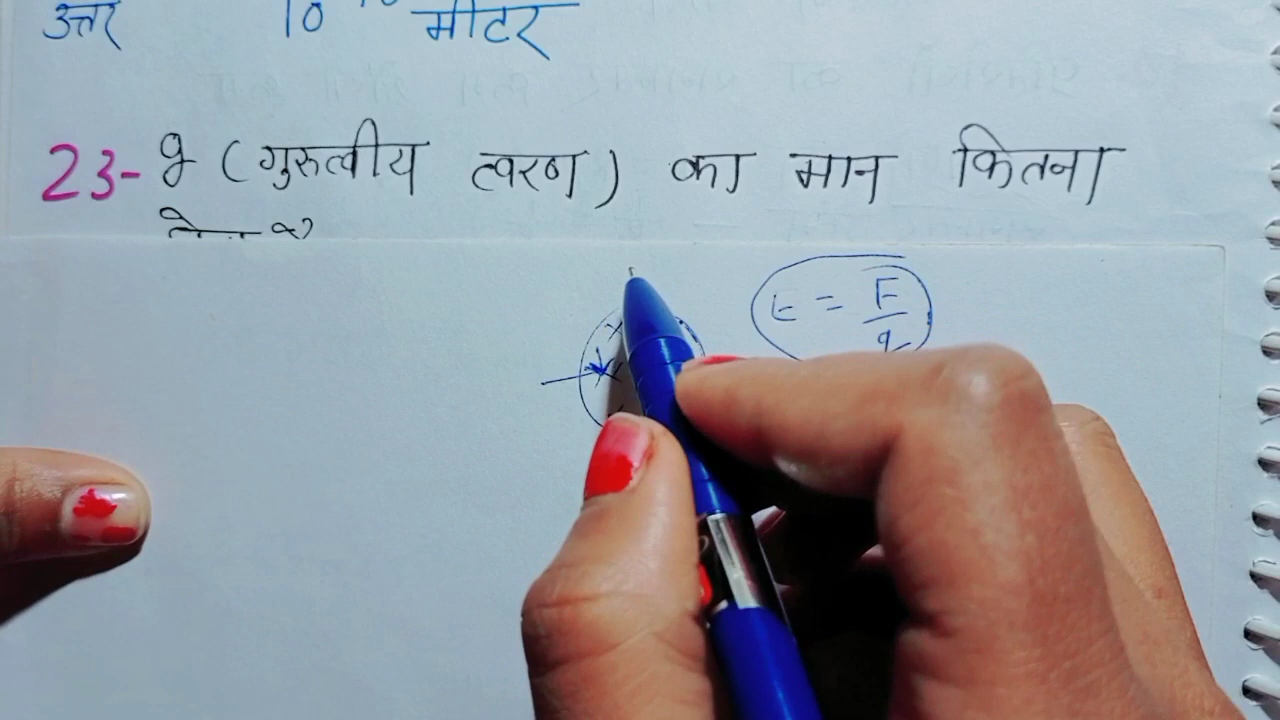 उत्तर 10 मीटर
23- g (गुरुत्वीय त्वरण) का मान कितना
E = F/q